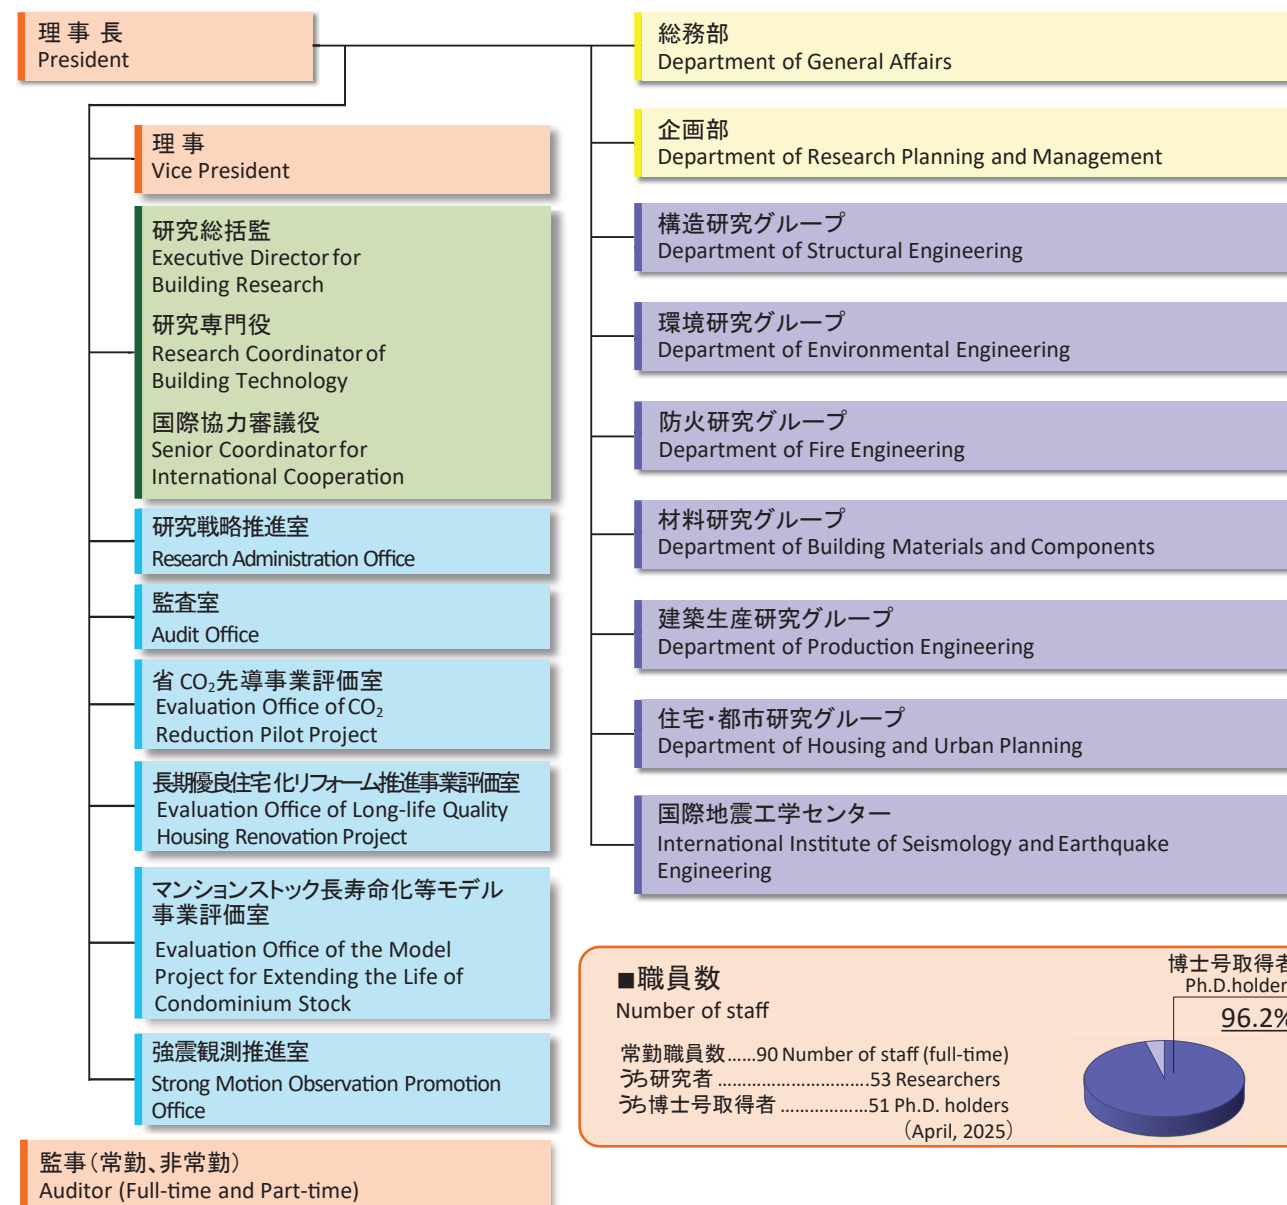 理 事 長
President
理 事
Vice President
研究総括監
Executive Director for
Building Research
研究専門役
Research Coordinator of
Building Technology
国際協力審議役
Senior Coordinator for
International Cooperation
研究戦略推進室
Research Administration Office
監査室
Audit Office
省 CO₂先導事業評価室
Evaluation Office of CO₂
Reduction Pilot Project
長期優良住宅化リフォーム推進事業評価室
Evaluation Office of Long-life Quality
Housing Renovation Project
マンションストック長寿命化等モデル
事業評価室
Evaluation Office of the Model
Project for Extending the Life of
Condominium Stock
強震観測推進室
Strong Motion Observation Promotion
Office
監事（常勤、非常勤）
Auditor (Full-time and Part-time)
総務部
Department of General Affairs
企画部
Department of Research Planning and Management
構造研究グループ
Department of Structural Engineering
環境研究グループ
Department of Environmental Engineering
防火研究グループ
Department of Fire Engineering
材料研究グループ
Department of Building Materials and Components
建築生産研究グループ
Department of Production Engineering
住宅・都市研究グループ
Department of Housing and Urban Planning
国際地震工学センター
International Institute of Seismology and Earthquake
Engineering
■職員数
Number of staff
常勤職員数......90 Number of staff (full-time)
うち研究者 ...............................53 Researchers
うち博士号取得者 ..................51 Ph.D. holders
（April, 2025）
博士号取得者
Ph.D.holder
96.2%